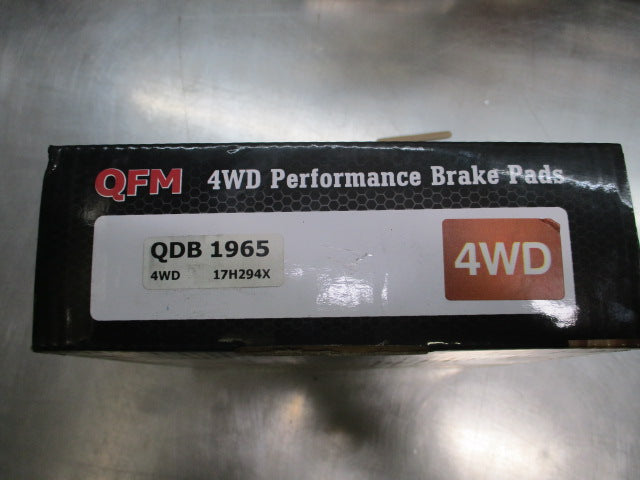 QFM 4WD Performance Brake Pads
QDB 1965
4WD 17H294X
4WD